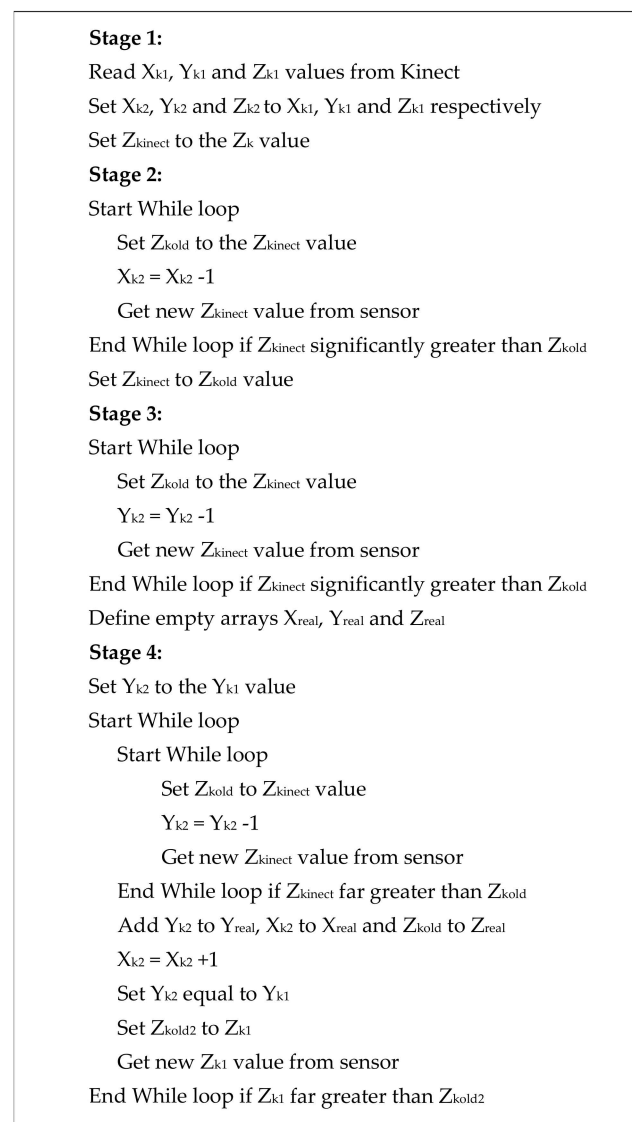 Stage 1:
Read Xk1, Yk1 and Zk1 values from Kinect
Set Xk2, Yk2 and Zk2 to Xk1, Yk1 and Zk1 respectively
Set Zkinect to the Zk value
Stage 2:
Start While loop
Set Zkold to the Zkinect value
Xk2 = Xk2 -1
Get new Zkinect value from sensor
End While loop if Zkinect significantly greater than Zkold
Set Zkinect to Zkold value
Stage 3:
Start While loop
Set Zkold to the Zkinect value
Yk2 = Yk2 -1
Get new Zkinect value from sensor
End While loop if Zkinect significantly greater than Zkold
Define empty arrays Xreal, Yreal and Zreal
Stage 4:
Set Yk2 to the Yk1 value
Start While loop
Start While loop
Set Zkold to Zkinect value
Yk2 = Yk2 -1
Get new Zkinect value from sensor
End While loop if Zkinect far greater than Zkold
Add Yk2 to Yreal, Xk2 to Xreal and Zkold to Zreal
Xk2 = Xk2 +1
Set Yk2 equal to Yk1
Set Zkold2 to Zk1
Get new Zk1 value from sensor
End While loop if Zk1 far greater than Zkold2